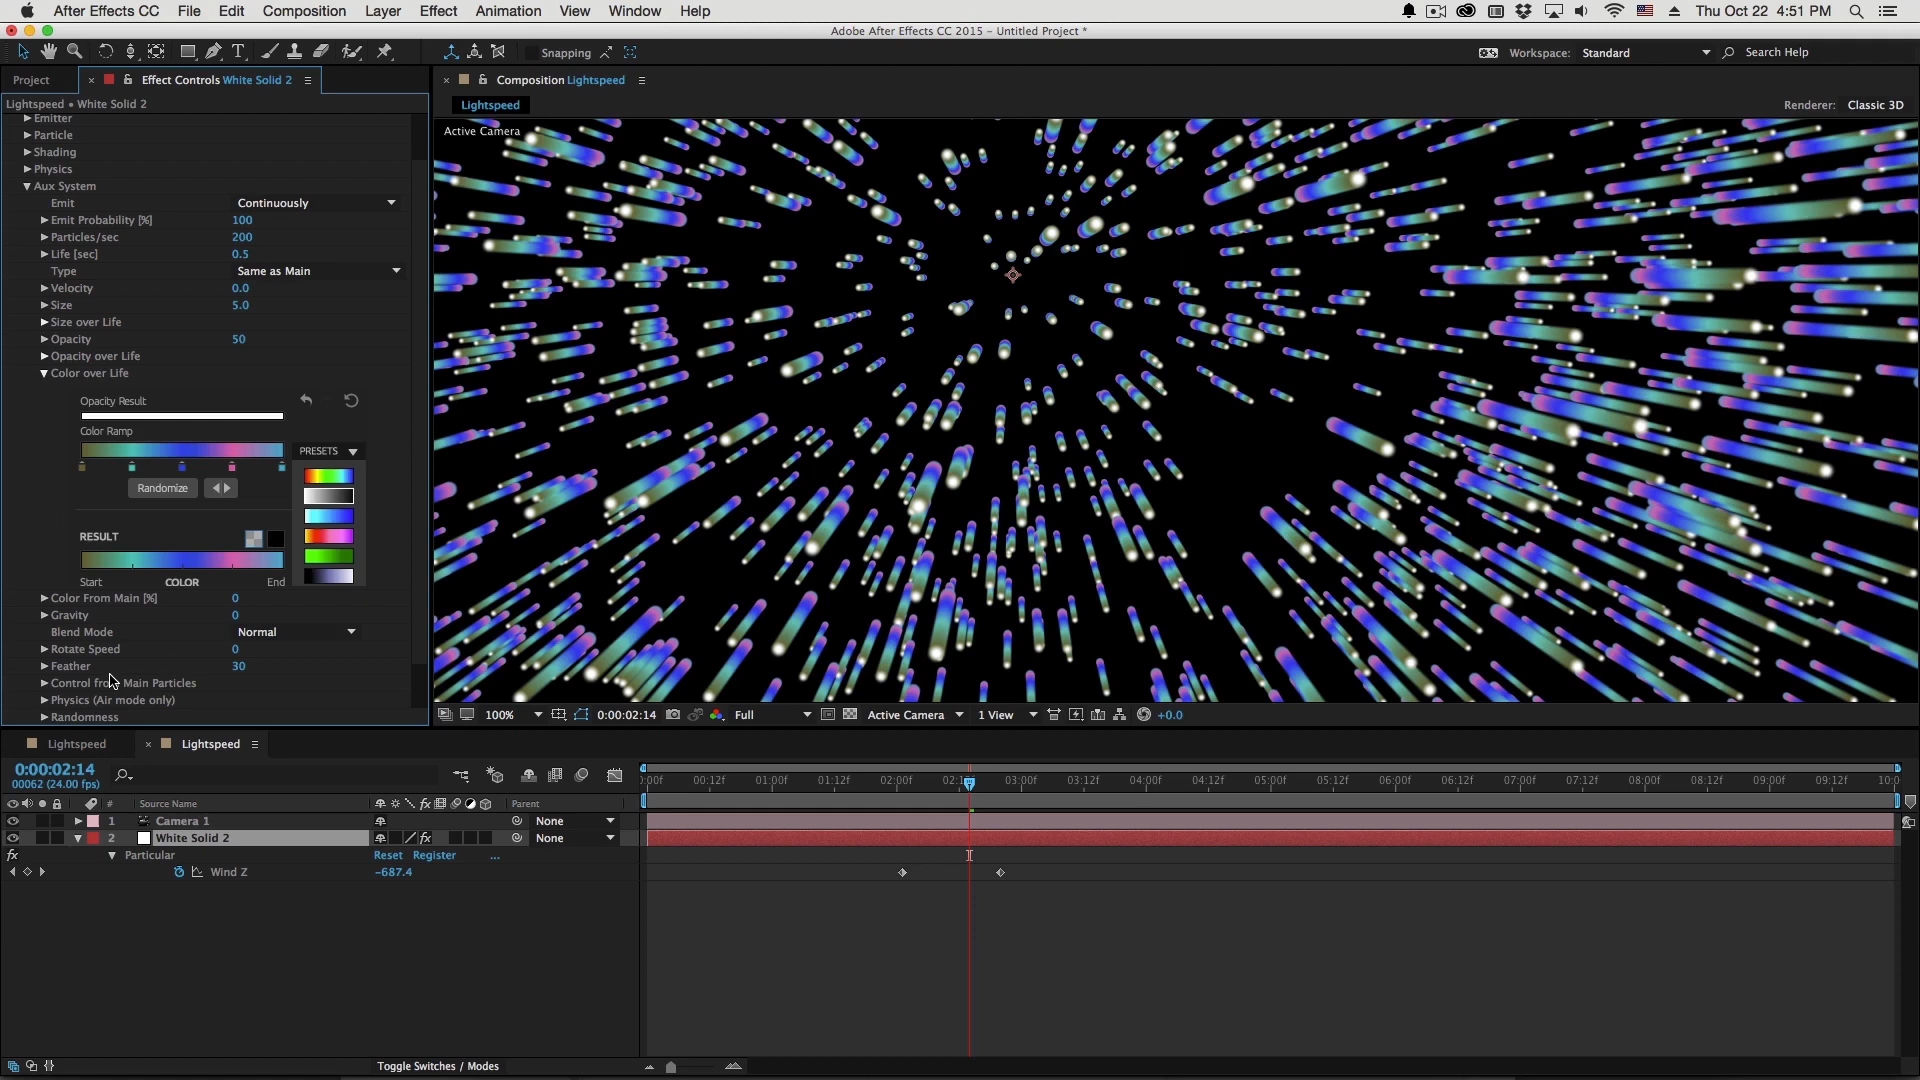 After Effects CC File Edit Composition Layer Effect Animation View Window Help Thu Oct 22 4:51 PM
Adobe After Effects CC 2015 - Untitled Project *
T Snapping Workspace: Standard Search Help
Project × Effect Controls White Solid 2 × Composition Lightspeed
Lightspeed • White Solid 2
Lightspeed Renderer: Classic 3D
Active Camera
Emitter
Particle
Shading
Physics
Aux System
Emit Continuously
Emit Probability [%] 100
Particles/sec 200
Life [sec] 0.5
Type Same as Main
Velocity 0.0
Size 5.0
Size over Life
Opacity 50
Opacity over Life
Color over Life
Opacity Result
Color Ramp
PRESETS
Randomize
RESULT
Start COLOR End
Color From Main [%] 0
Gravity 0
Blend Mode Normal
Rotate Speed 0
Feather 30
Control from Main Particles
Physics (Air mode only)
Randomness
100% 0:00:02:14 Full Active Camera 1 View +0.0
Lightspeed × Lightspeed
0:00:02:14
00062 (24.00 fps)
):00f 00:12f 01:00f 01:12f 02:00f 02:1 03:00f 03:12f 04:00f 04:12f 05:00f 05:12f 06:00f 06:12f 07:00f 07:12f 08:00f 08:12f 09:00f 09:12f 10:0
# Source Name fx Parent
1 Camera 1 None
2 White Solid 2 fx None
fx Particular Reset Register ...
Wind Z -687.4
Toggle Switches / Modes